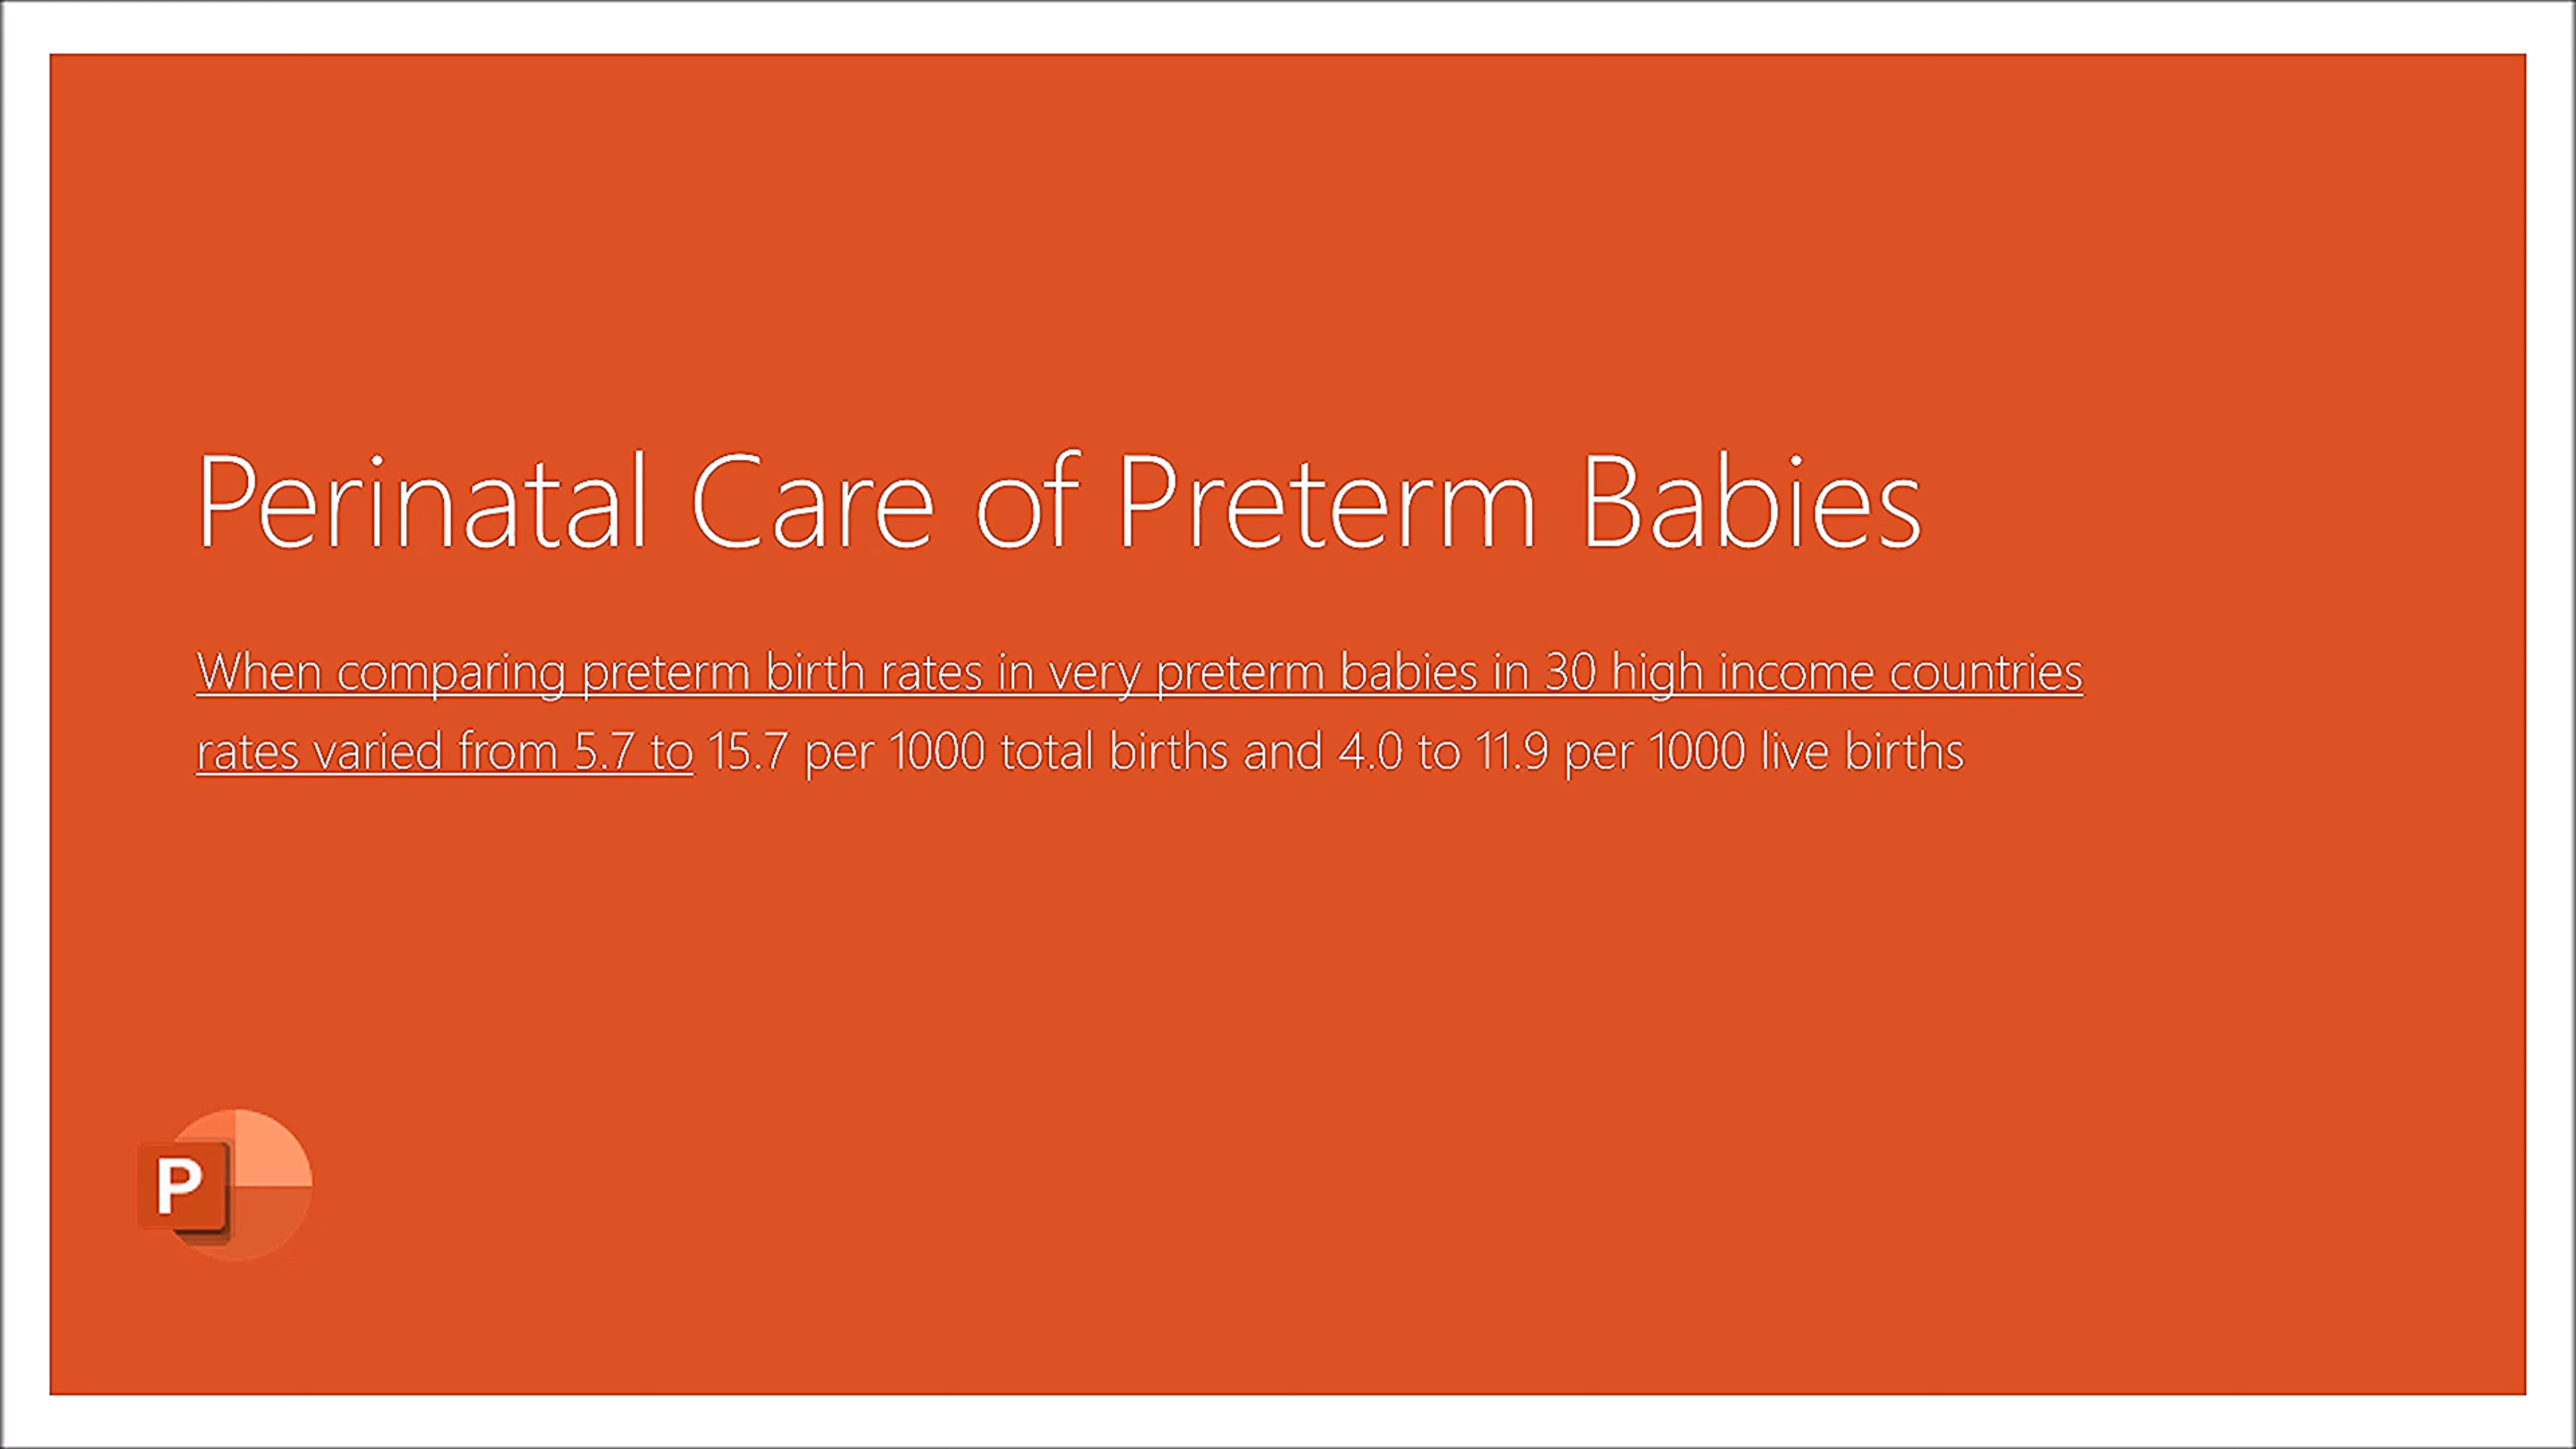 Perinatal Care of Preterm Babies
When comparing preterm birth rates in very preterm babies in 30 high income countries
rates varied from 5.7 to 15.7 per 1000 total births and 4.0 to 11.9 per 1000 live births
P